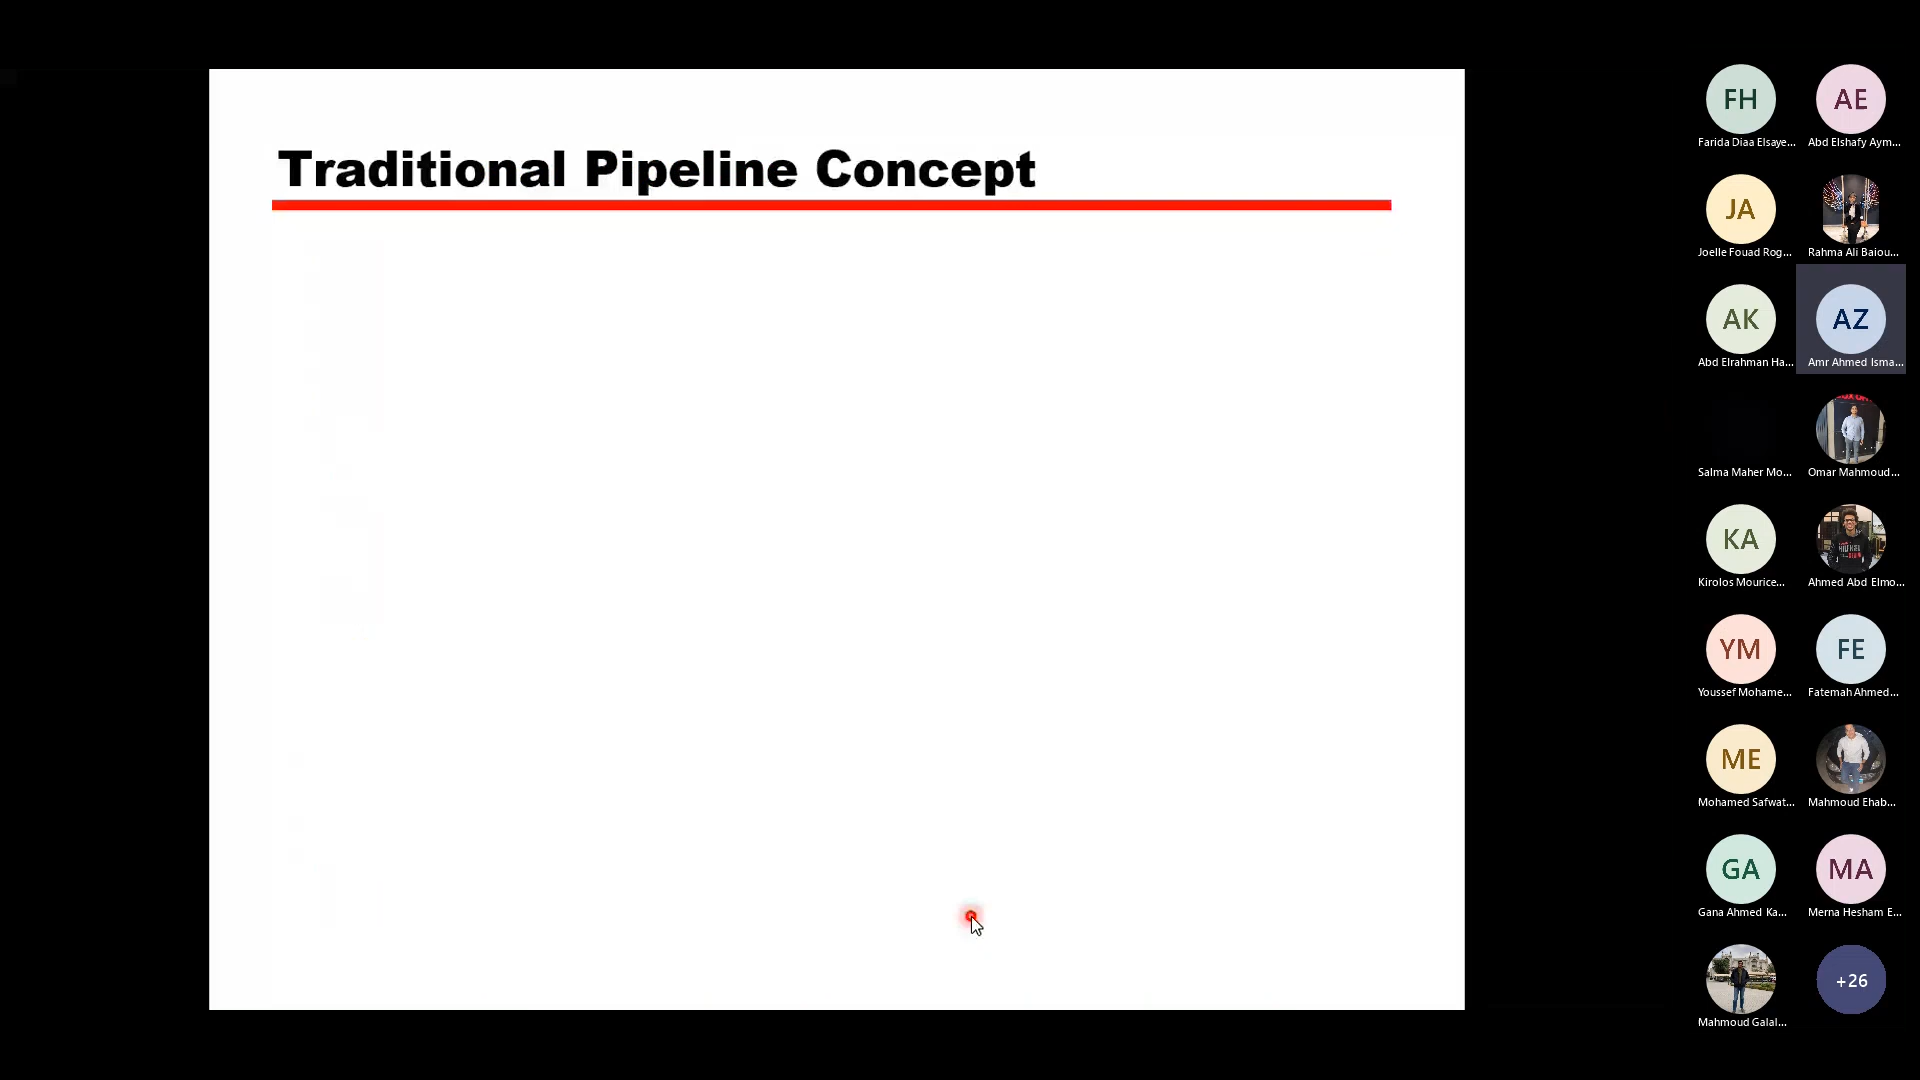 Traditional Pipeline Concept
FH
AE
Farida Diaa Elsaye...
Abd Elshafy Aym...
JA
Joelle Fouad Rog...
Rahma Ali Baiou...
AK
AZ
Abd Elrahman Ha...
Amr Ahmed Isma...
Salma Maher Mo...
Omar Mahmoud...
KA
Kirolos Mourice...
Ahmed Abd Elmo...
YM
FE
Youssef Mohame...
Fatemah Ahmed...
ME
Mohamed Safwat...
Mahmoud Ehab...
GA
MA
Gana Ahmed Ka...
Merna Hesham E...
+26
Mahmoud Galal...